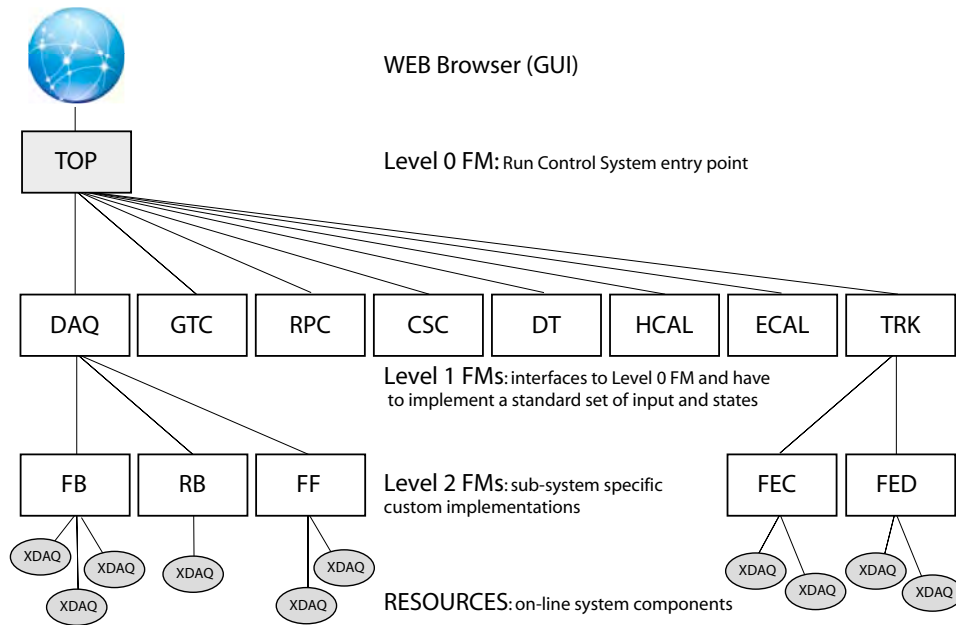 WEB Browser (GUI)
TOP
Level 0 FM: Run Control System entry point
DAQ GTC RPC CSC DT HCAL ECAL TRK
Level 1 FMs: interfaces to Level 0 FM and have
to implement a standard set of input and states
FB RB FF
Level 2 FMs: sub-system specific
custom implementations
FEC FED
XDAQ XDAQ XDAQ XDAQ XDAQ XDAQ
XDAQ XDAQ XDAQ XDAQ
RESOURCES: on-line system components